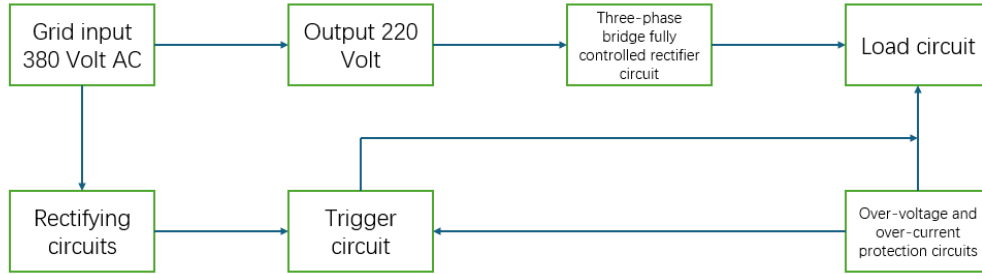 Grid input
380 Volt AC
Output 220
Volt
Three-phase
bridge fully
controlled rectifier
circuit
Load circuit
Rectifying
circuits
Trigger
circuit
Over-voltage and
over-current
protection circuits